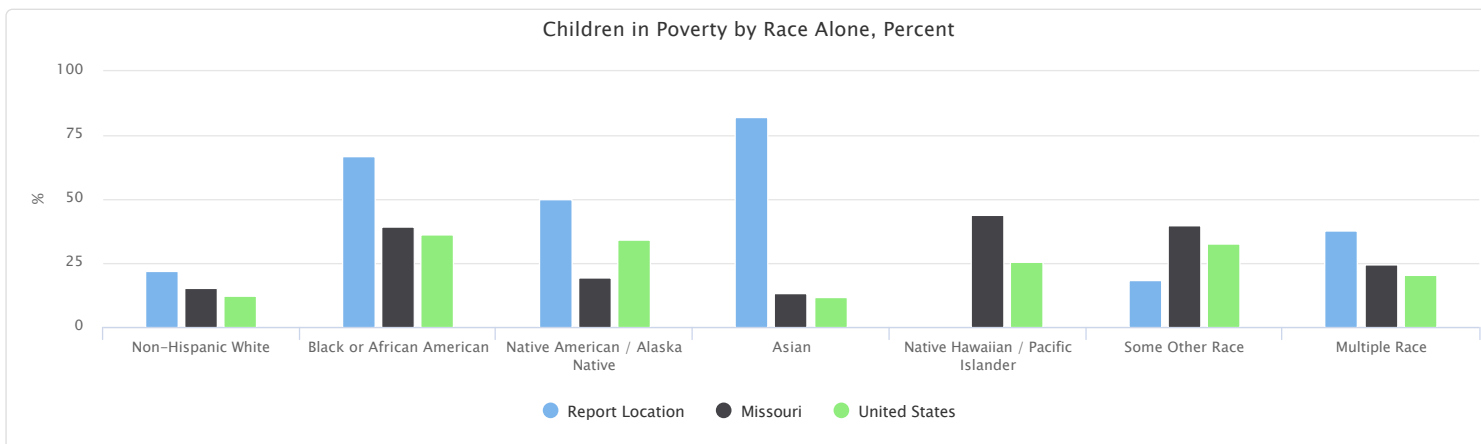 Children in Poverty by Race Alone, Percent
100
75
50
25
0
%
Non-Hispanic White
Black or African American
Native American / Alaska
Native
Asian
Native Hawaiian / Pacific
Islander
Some Other Race
Multiple Race
Report Location
Missouri
United States